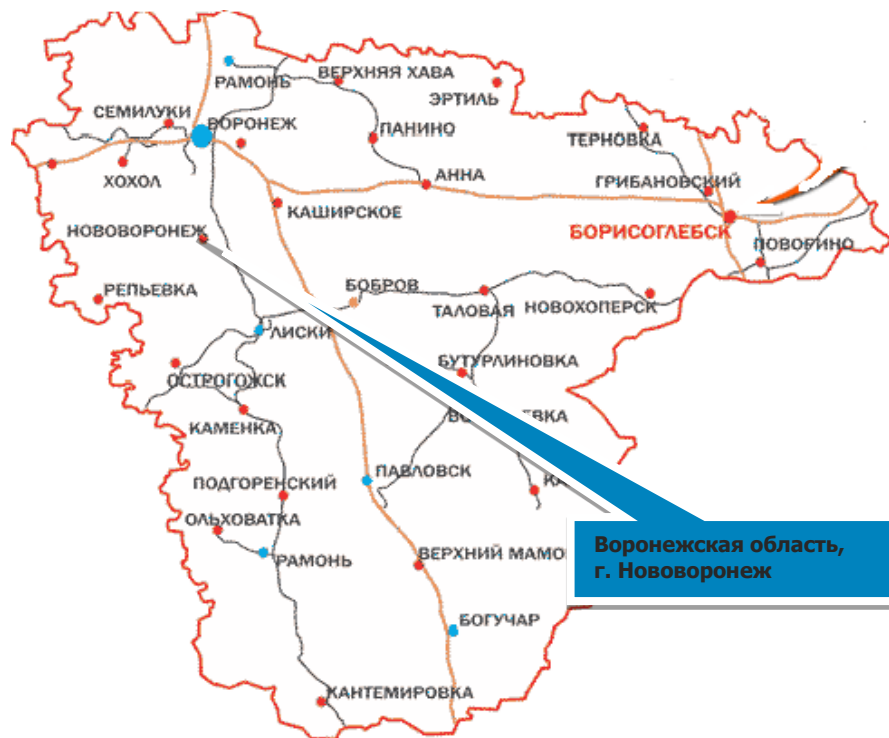 РАМОНЬ
ВЕРХНЯЯ ХАВА
ЭРТИЛЬ
СЕМИЛУКИ
ВОРОНЕЖ
ПАНИНО
ТЕРНОВКА
ХОХОЛ
АННА
ГРИБАНОВСКИЙ
КАШИРСКОЕ
БОРИСОГЛЕБСК
НОВОВОРОНЕЖ
ПОВОРИНО
РЕПЬЕВКА
БОБРОВ
ТАЛОВАЯ
НОВОХОПЕРСК
ЛИСКИ
БУТУРЛИНОВКА
ОСТРОГОЖСК
КАМЕНКА
ПАВЛОВСК
ПОДГОРЕНСКИЙ
ОЛЬХОВАТКА
РАМОНЬ
ВЕРХНИЙ
Воронежская область,
г. Нововоронеж
БОГУЧАР
КАНТЕМИРОВКА